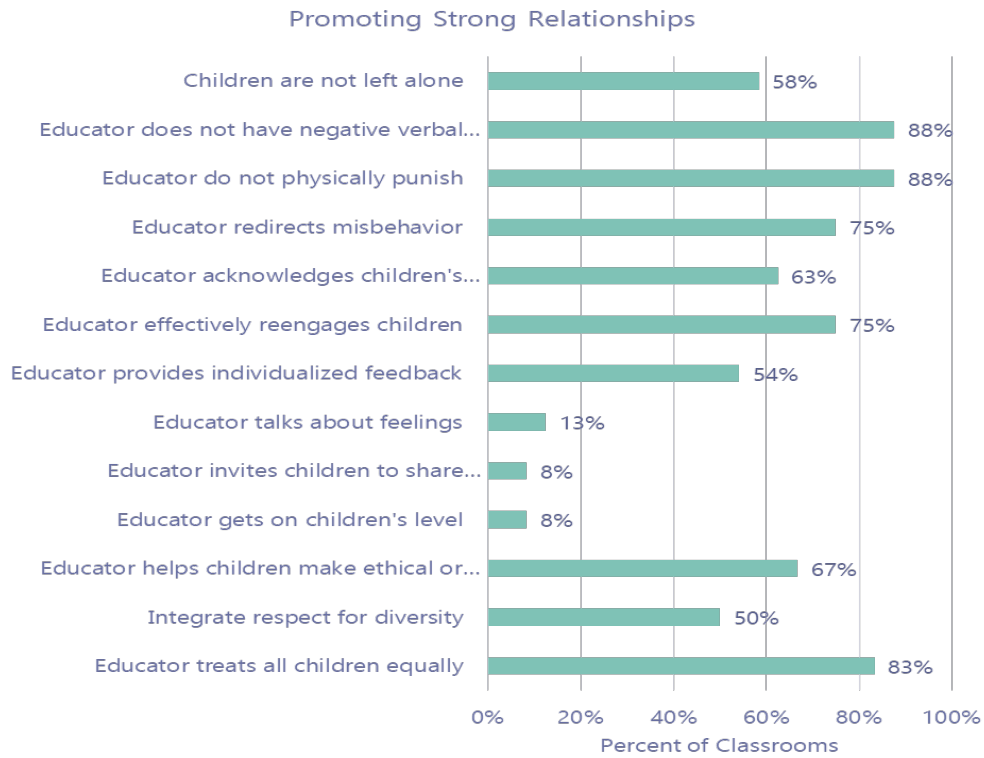 Promoting Strong Relationships
Children are not left alone 58%
Educator does not have negative verbal... 88%
Educator do not physically punish 88%
Educator redirects misbehavior 75%
Educator acknowledges children's... 63%
Educator effectively reengages children 75%
Educator provides individualized feedback 54%
Educator talks about feelings 13%
Educator invites children to share... 8%
Educator gets on children's level 8%
Educator helps children make ethical or... 67%
Integrate respect for diversity 50%
Educator treats all children equally 83%
0% 20% 40% 60% 80% 100%
Percent of Classrooms